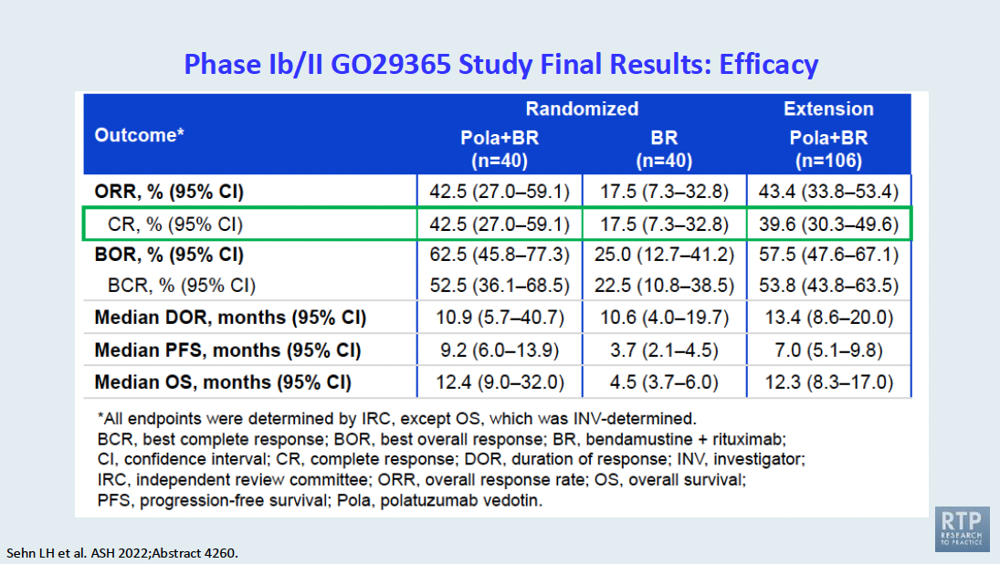 Phase Ib/II GO29365 Study Final Results: Efficacy
Randomized Extension
Outcome* Pola+BR BR Pola+BR
(n=40) (n=40) (n=106)
ORR, % (95% CI) 42.5 (27.0–59.1) 17.5 (7.3–32.8) 43.4 (33.8–53.4)
CR, % (95% CI) 42.5 (27.0–59.1) 17.5 (7.3–32.8) 39.6 (30.3–49.6)
BOR, % (95% CI) 62.5 (45.8–77.3) 25.0 (12.7–41.2) 57.5 (47.6–67.1)
BCR, % (95% CI) 52.5 (36.1–68.5) 22.5 (10.8–38.5) 53.8 (43.8–63.5)
Median DOR, months (95% CI) 10.9 (5.7–40.7) 10.6 (4.0–19.7) 13.4 (8.6–20.0)
Median PFS, months (95% CI) 9.2 (6.0–13.9) 3.7 (2.1–4.5) 7.0 (5.1–9.8)
Median OS, months (95% CI) 12.4 (9.0–32.0) 4.5 (3.7–6.0) 12.3 (8.3–17.0)
*All endpoints were determined by IRC, except OS, which was INV-determined.
BCR, best complete response; BOR, best overall response; BR, bendamustine + rituximab;
CI, confidence interval; CR, complete response; DOR, duration of response; INV, investigator;
IRC, independent review committee; ORR, overall response rate; OS, overall survival;
PFS, progression-free survival; Pola, polatuzumab vedotin.
RTP
RESEARCH
TO PRACTICE
Sehn LH et al. ASH 2022;Abstract 4260.